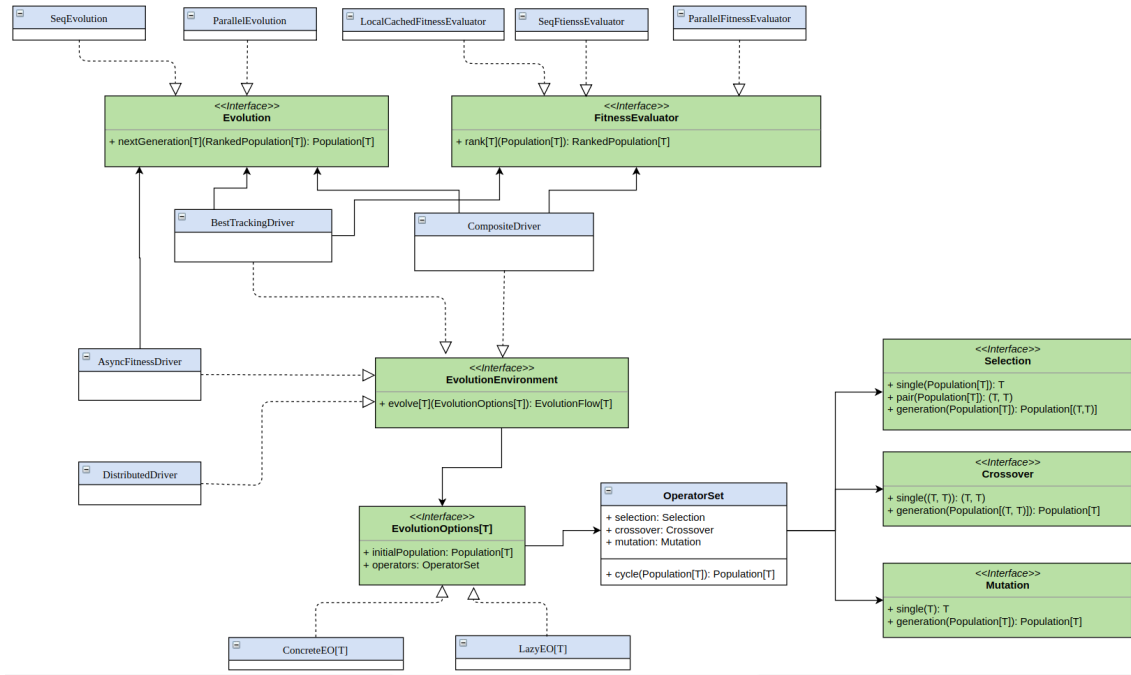 SeqEvolution
ParallelEvolution
LocalCachedFitnessEvaluator
SeqFtienssEvaluator
ParallelFitnessEvaluator
<<Interface>>
Evolution
+ nextGeneration[T](RankedPopulation[T]): Population[T]
<<Interface>>
FitnessEvaluator
+ rank[T](Population[T]): RankedPopulation[T]
BestTrackingDriver
CompositeDriver
AsyncFitnessDriver
<<Interface>>
EvolutionEnvironment
+ evolve[T](EvolutionOptions[T]): EvolutionFlow[T]
<<Interface>>
Selection
+ single(Population[T]): T
+ pair(Population[T]): (T, T)
+ generation(Population[T]): Population[(T,T)]
DistributedDriver
<<Interface>>
Crossover
+ single((T, T)): (T, T)
+ generation(Population[(T, T)]): Population[T]
<<Interface>>
EvolutionOptions[T]
+ initialPopulation: Population[T]
+ operators: OperatorSet
OperatorSet
+ selection: Selection
+ crossover: Crossover
+ mutation: Mutation
+ cycle(Population[T]): Population[T]
<<Interface>>
Mutation
+ single(T): T
+ generation(Population[T]): Population[T]
ConcreteEO[T]
LazyEO[T]